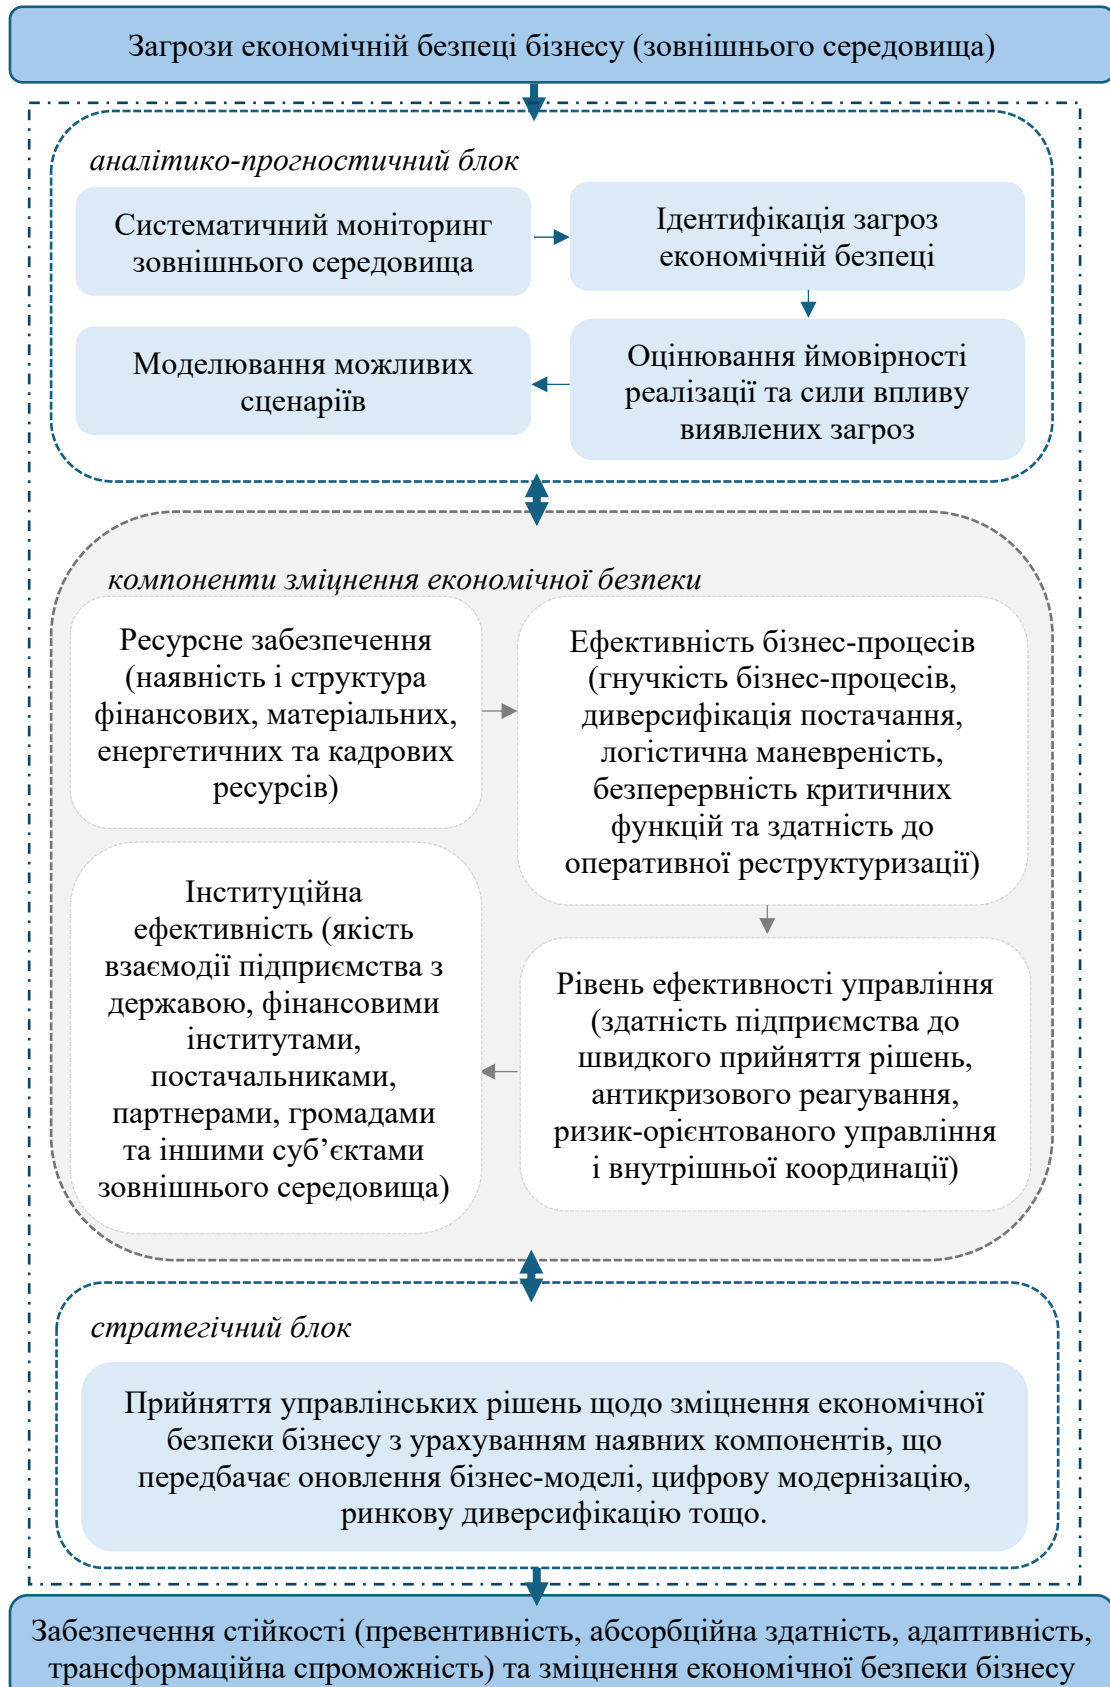 Загрози економічній безпеці бізнесу (зовнішнього середовища)
аналітико-прогностичний блок
Систематичний моніторинг
зовнішнього середовища
Ідентифікація загроз
економічній безпеці
Моделювання можливих
сценаріїв
Оцінювання ймовірності
реалізації та сили впливу
виявлених загроз
компоненти зміцнення економічної безпеки
Ресурсне забезпечення
(наявність і структура
фінансових, матеріальних,
енергетичних та кадрових
ресурсів)
Ефективність бізнес-процесів
(гнучкість бізнес-процесів,
диверсифікація постачання,
логістична маневреність,
безперервність критичних
функцій та здатність до
оперативної реструктуризації)
Інституційна
ефективність (якість
взаємодії підприємства з
державою, фінансовими
інститутами,
постачальниками,
партнерами, громадами
та іншими суб’єктами
зовнішнього середовища)
Рівень ефективності управління
(здатність підприємства до
швидкого прийняття рішень,
антикризового реагування,
ризик-орієнтованого управління
і внутрішньої координації)
стратегічний блок
Прийняття управлінських рішень щодо зміцнення економічної
безпеки бізнесу з урахуванням наявних компонентів, що
передбачає оновлення бізнес-моделі, цифрову модернізацію,
ринкову диверсифікацію тощо.
Забезпечення стійкості (превентивність, абсорбційна здатність, адаптивність,
трансформаційна спроможність) та зміцнення економічної безпеки бізнесу